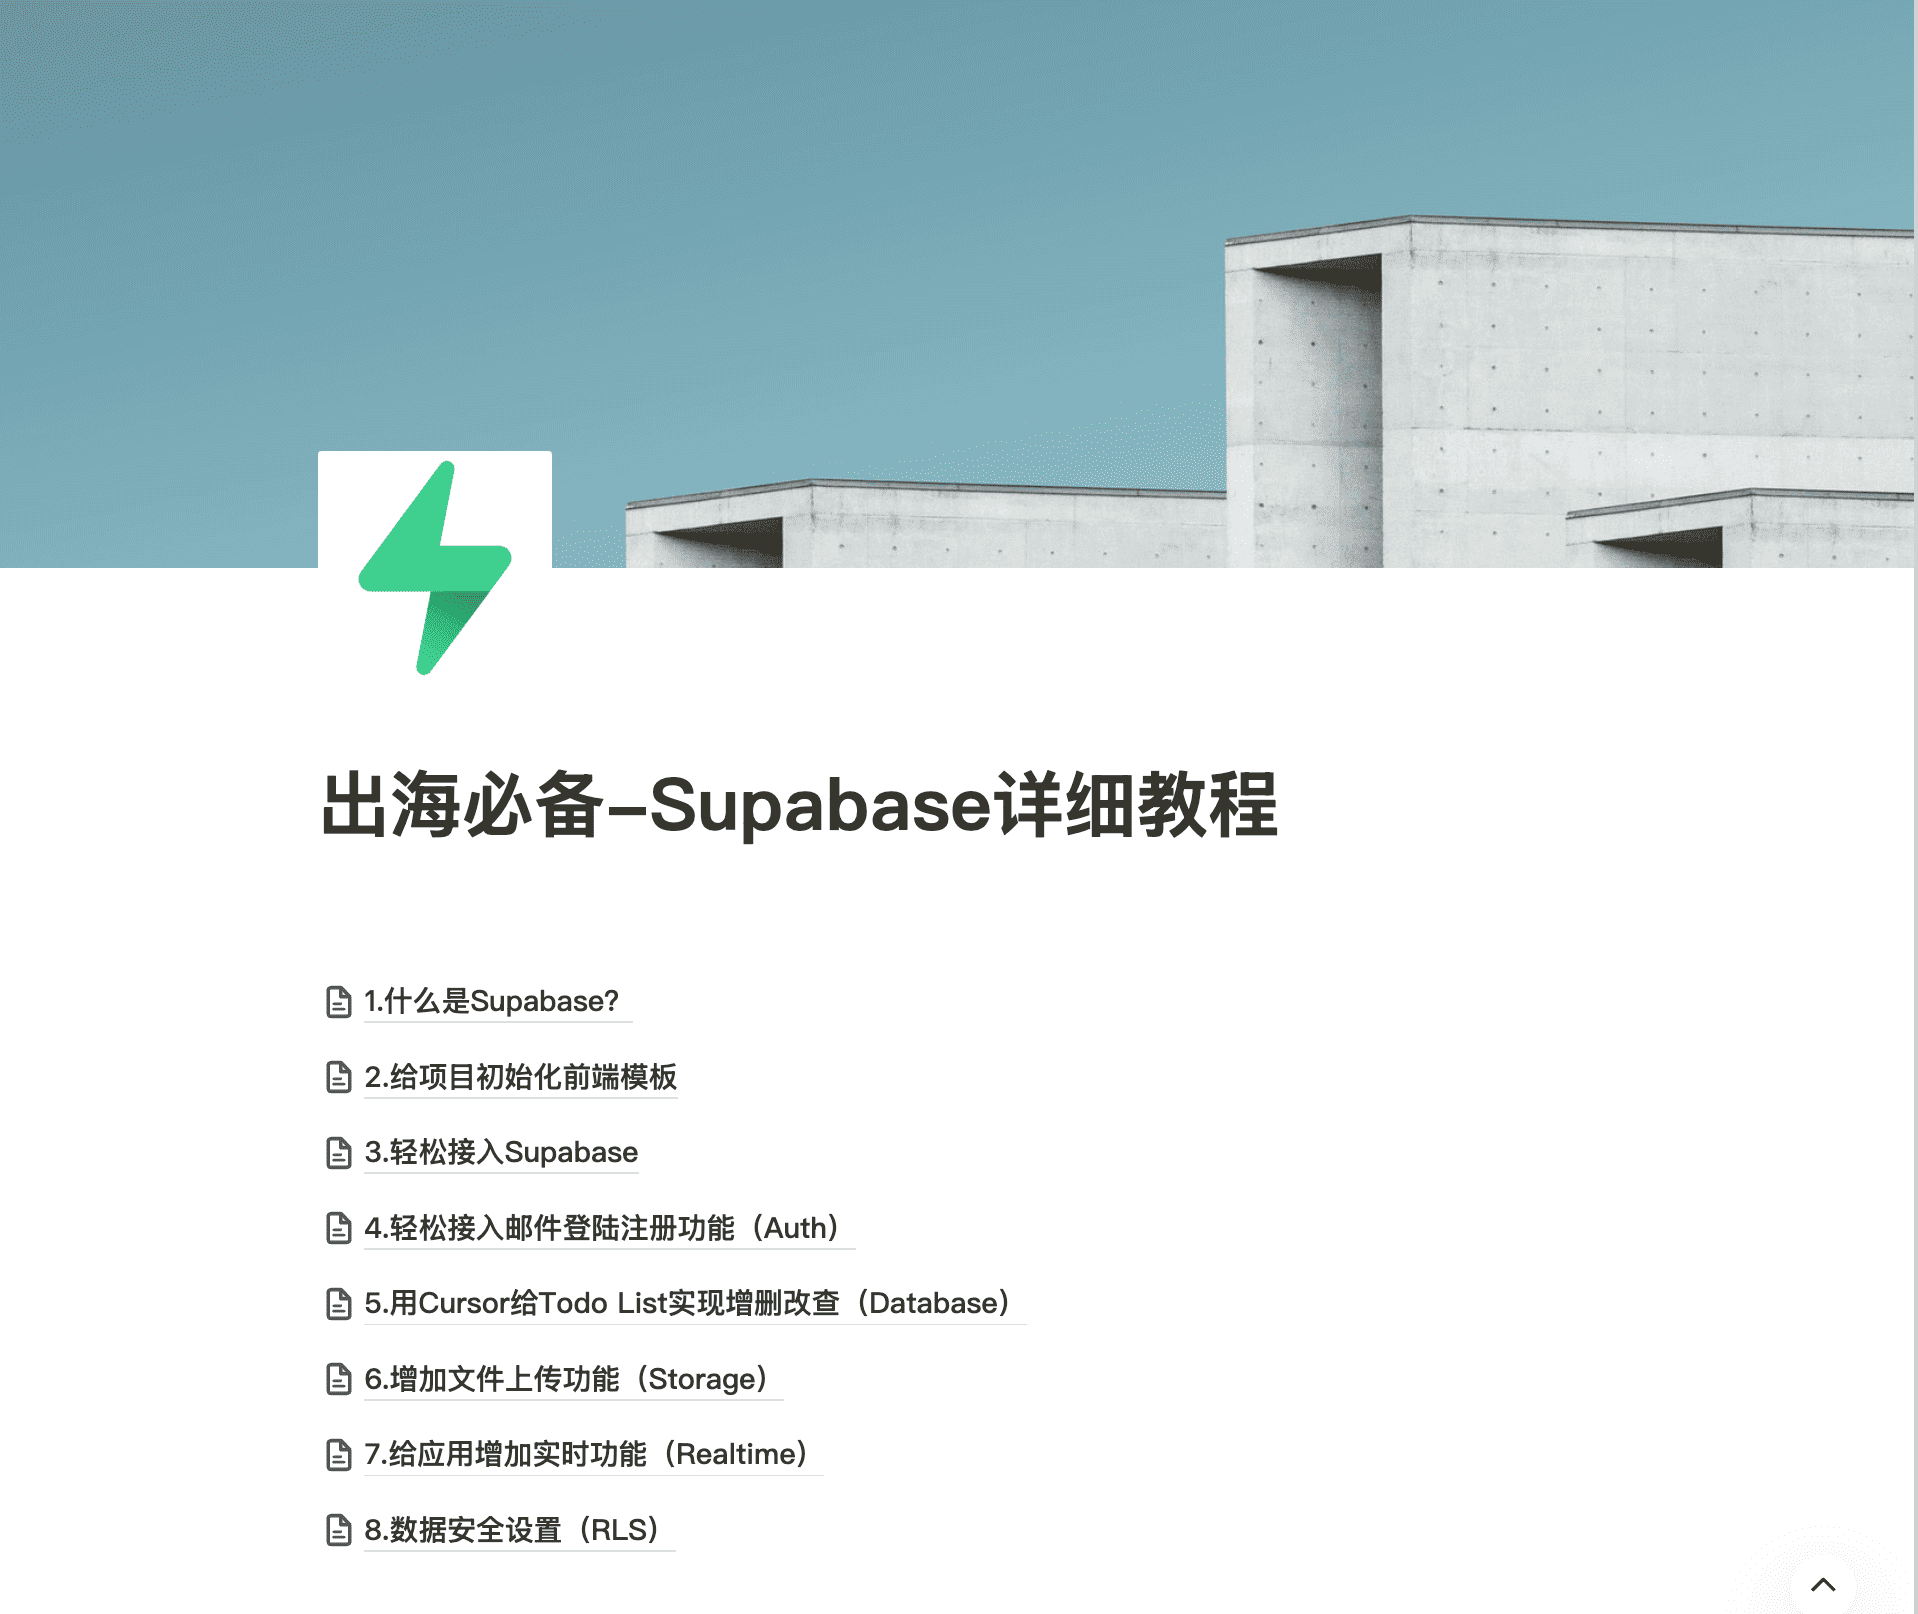 出海必备–Supabase详细教程
1.什么是Supabase?
2.给项目初始化前端模板
3.轻松接入Supabase
4.轻松接入邮件登陆注册功能（Auth）
5.用Cursor给Todo List实现增删改查（Database）
6.增加文件上传功能（Storage）
7.给应用增加实时功能（Realtime）
8.数据安全设置（RLS）